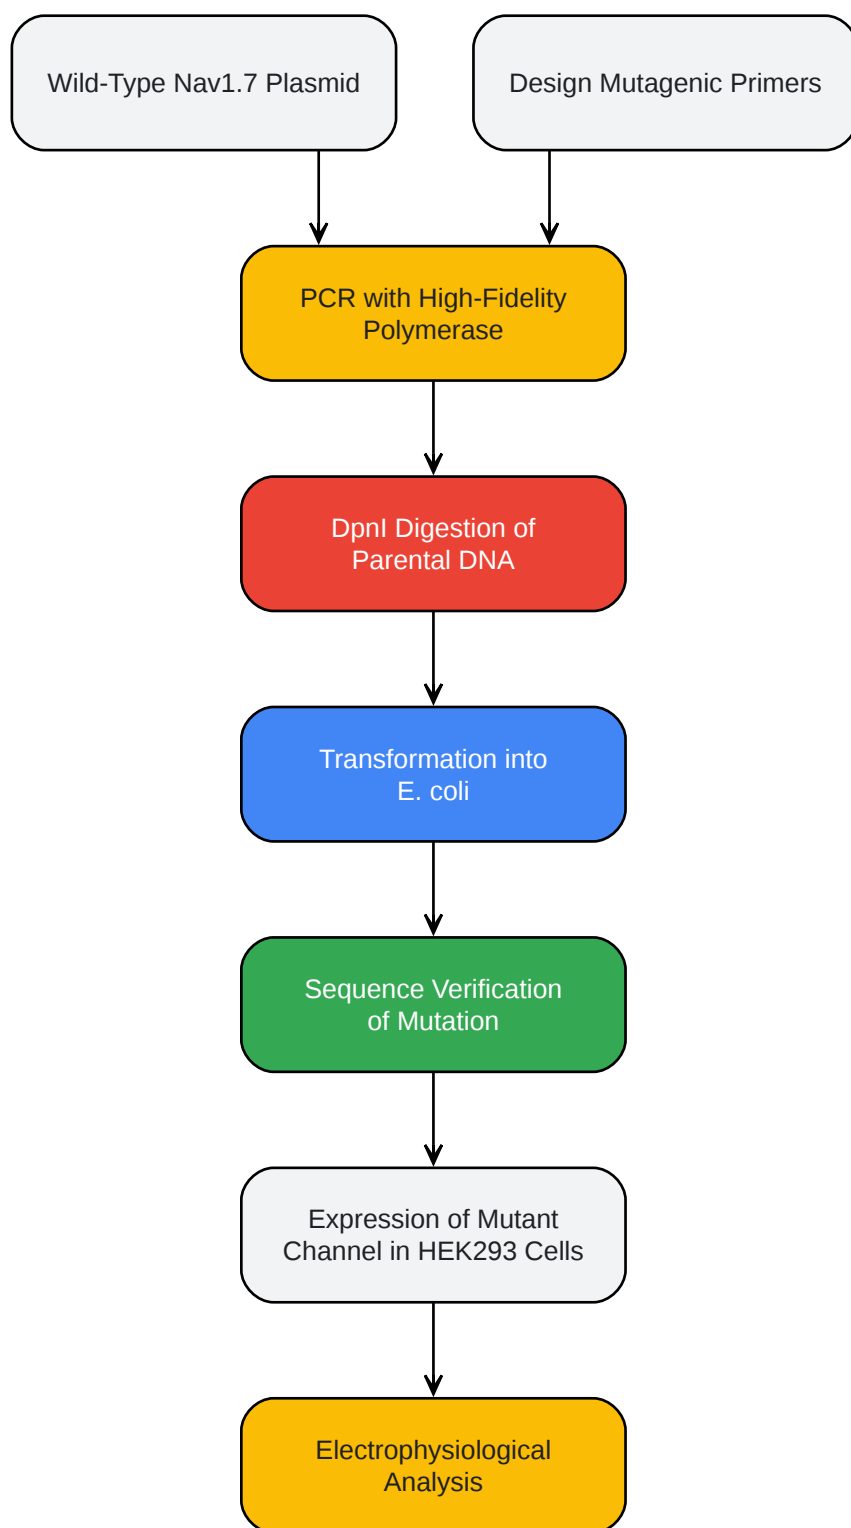 Wild-Type Nav1.7 Plasmid
Design Mutagenic Primers
PCR with High-Fidelity
Polymerase
DpnI Digestion of
Parental DNA
Transformation into
E. coli
Sequence Verification
of Mutation
Expression of Mutant
Channel in HEK293 Cells
Electrophysiological
Analysis